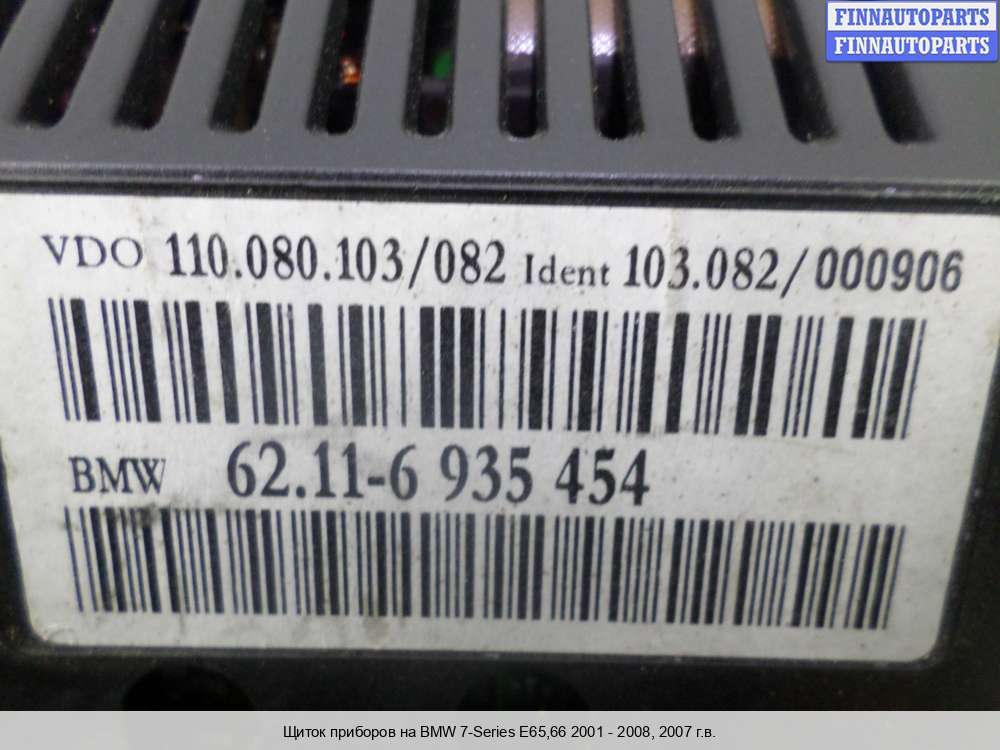 FINNAUTOPARTS
FINNAUTOPARTS
VDO 110.080.103/082 Ident 103.082/000906
BMW 62.11-6 935 454
Щиток приборов на BMW 7-Series E65,66 2001 - 2008, 2007 г.в.